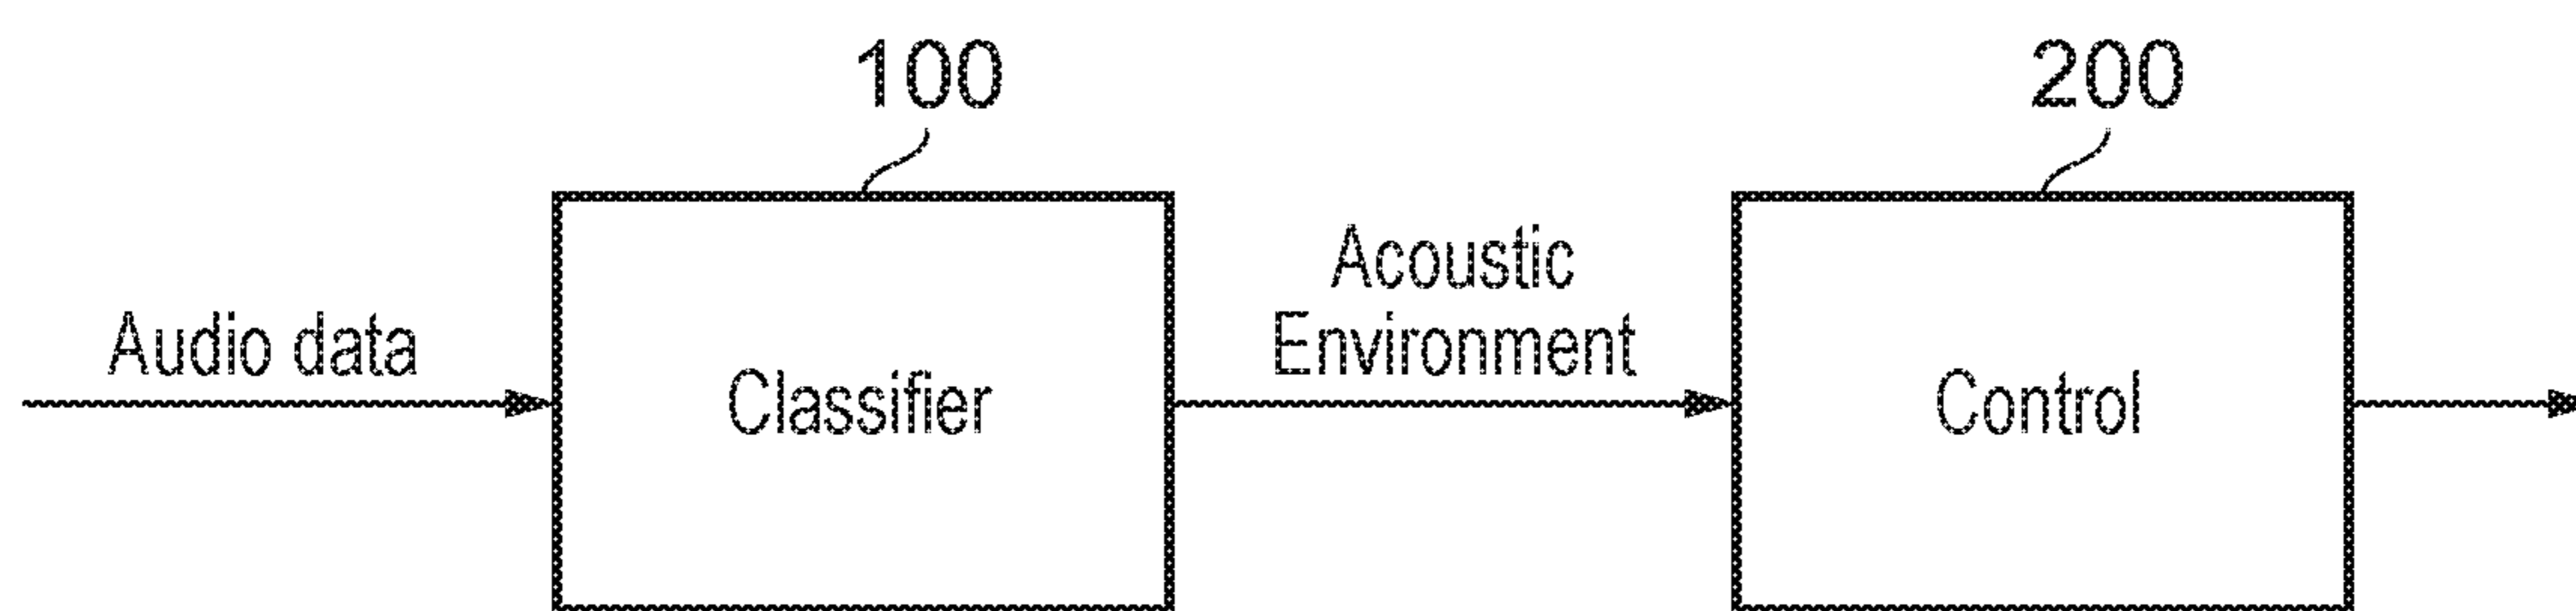 100
200
Audio data
Classifier
Acoustic
Environment
Control